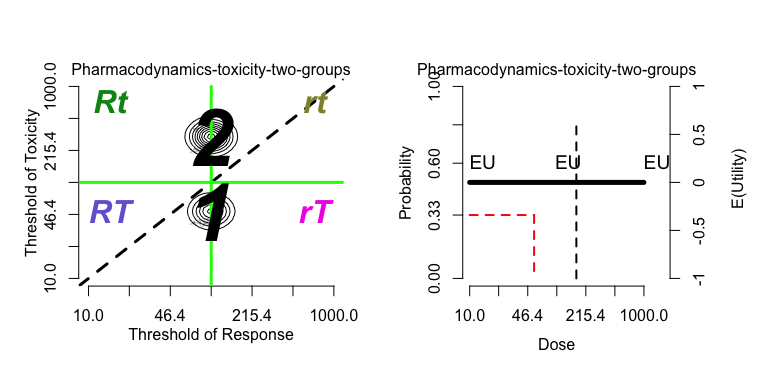 Pharmacodynamics-toxicity-two-groups
Threshold of Toxicity
1000.0
215.4
46.4
10.0
Rt
rt
RT
rT
2
1
10.0
46.4
215.4
1000.0
Threshold of Response
Pharmacodynamics-toxicity-two-groups
Probability
1.00
0.60
0.33
0.00
EU
EU
EU
1
0.5
0
-0.5
-1
E(Utility)
10.0
46.4
215.4
1000.0
Dose